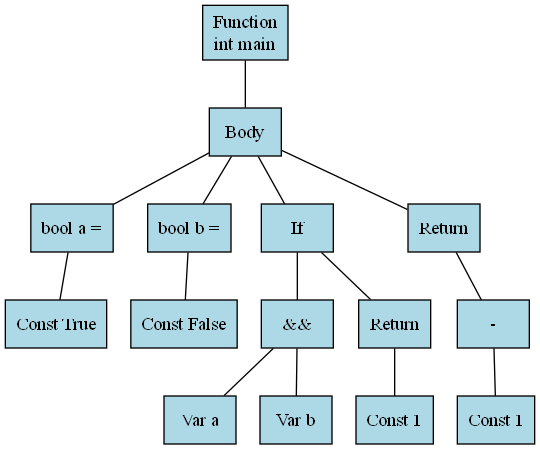 Function
int main
Body
bool a =
bool b =
If
Return
Const True
Const False
&&
Return
-
Var a
Var b
Const 1
Const 1